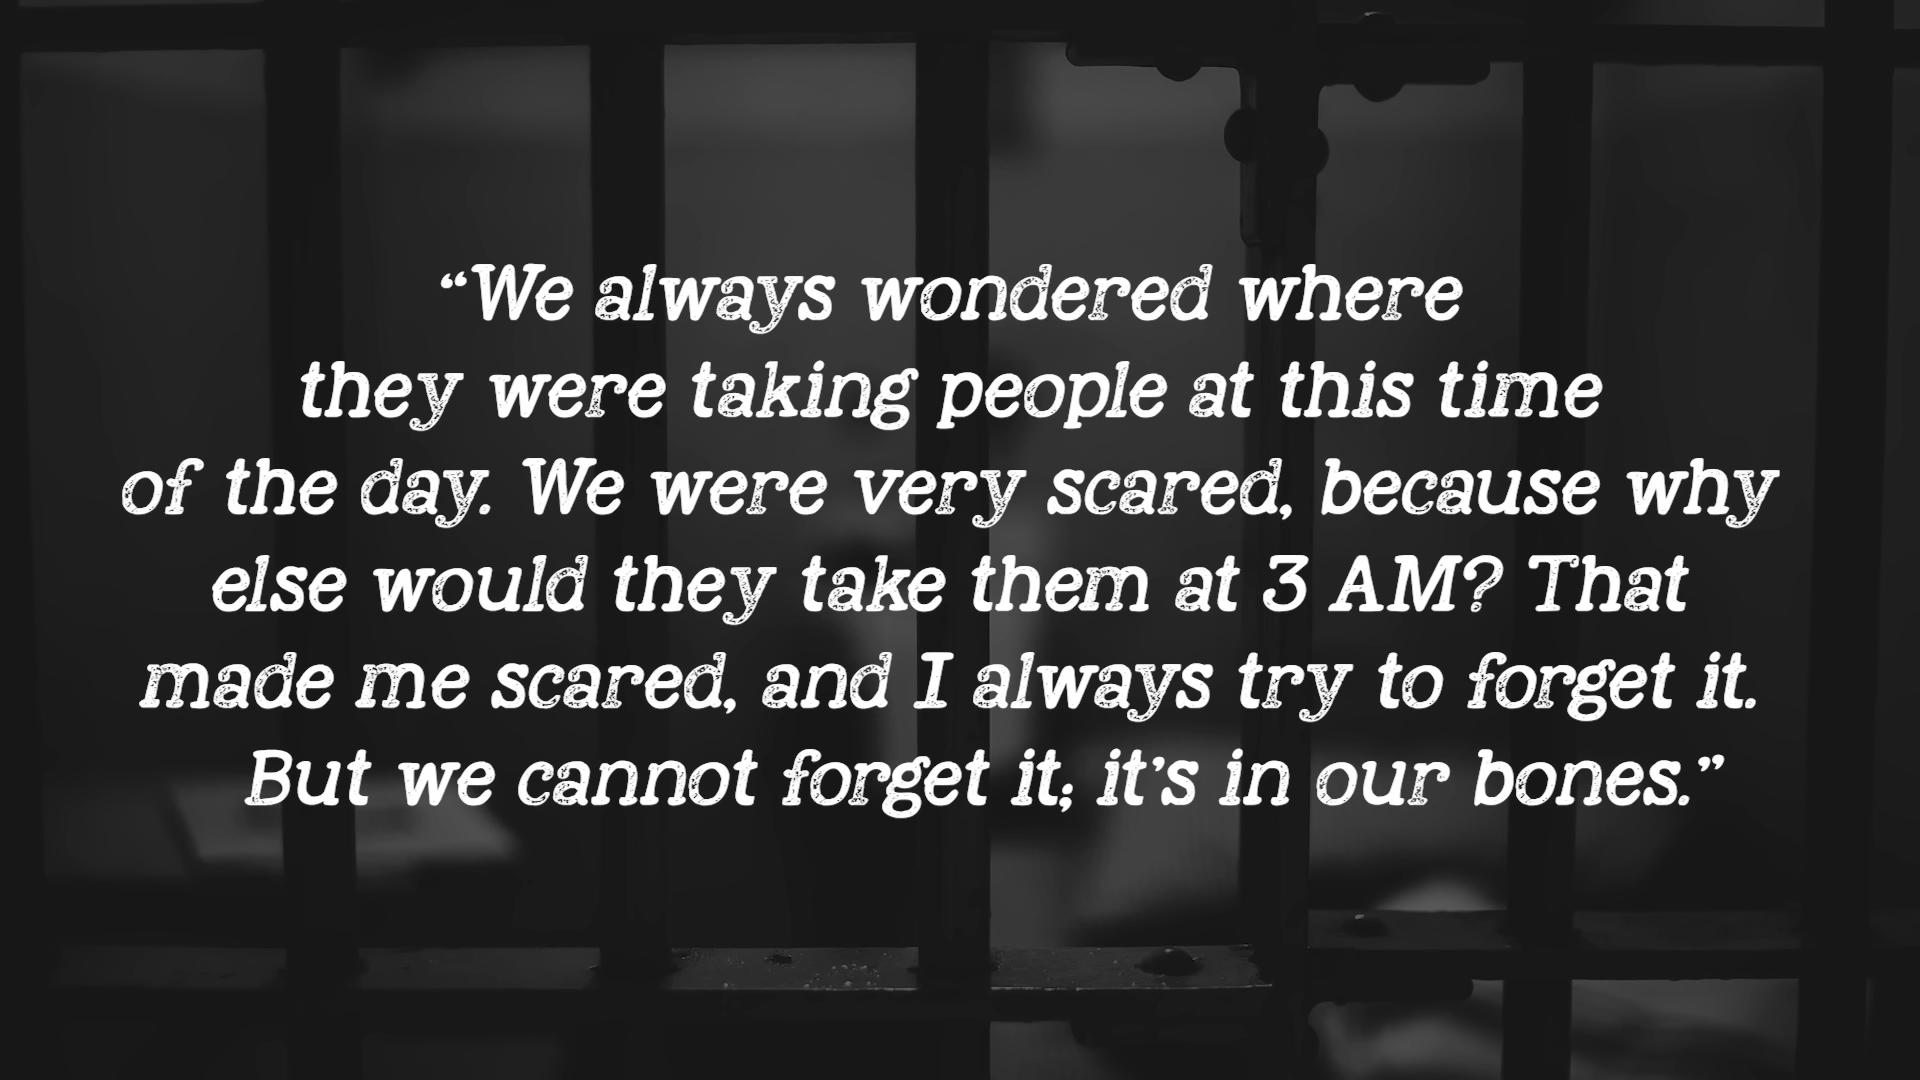 “We always wondered where
they were taking people at this time
of the day. We were very scared, because why
else would they take them at 3 AM? That
made me scared, and I always try to forget it.
But we cannot forget it; it’s in our bones.”